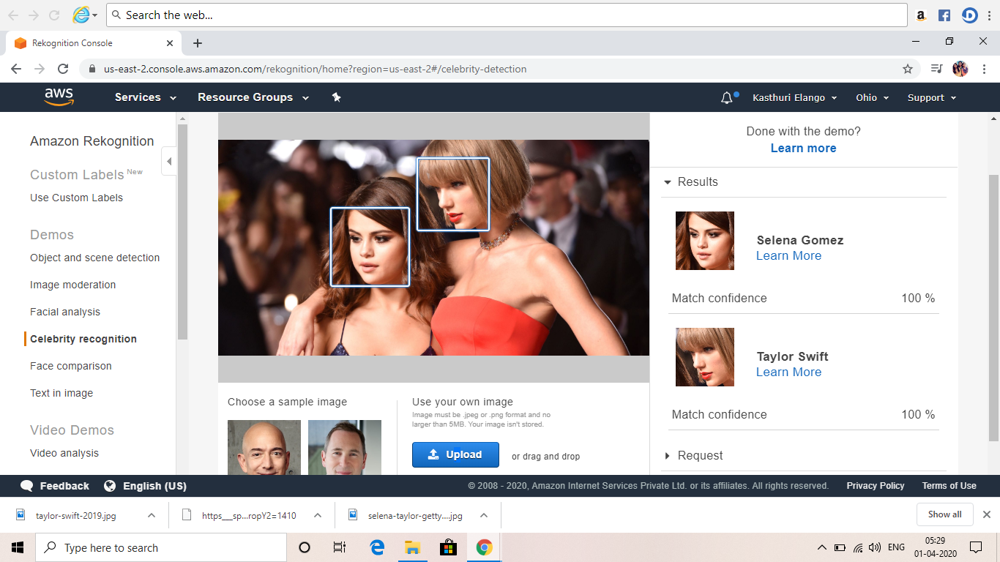 Search the web...
a
Rekognition Console
us-east-2.console.aws.amazon.com/rekognition/home?region=us-east-2#/celebrity-detection
aws
Services
Resource Groups
Kasthuri Elango
Ohio
Support
Amazon Rekognition
Custom Labels New
Use Custom Labels
Demos
Object and scene detection
Image moderation
Facial analysis
Celebrity recognition
Face comparison
Text in image
Video Demos
Video analysis
Choose a sample image
Use your own image
Image must be .jpeg or .png format and no
larger than 5MB. Your image isn't stored.
Upload
or drag and drop
Done with the demo?
Learn more
Results
Selena Gomez
Learn More
Match confidence 100 %
Taylor Swift
Learn More
Match confidence 100 %
Request
Feedback
English (US)
© 2008 - 2020, Amazon Internet Services Private Ltd. or its affiliates. All rights reserved.
Privacy Policy
Terms of Use
taylor-swift-2019.jpg
https___sp...ropY2=1410
selena-taylor-getty....jpg
Show all
Type here to search
ENG
05:29
01-04-2020